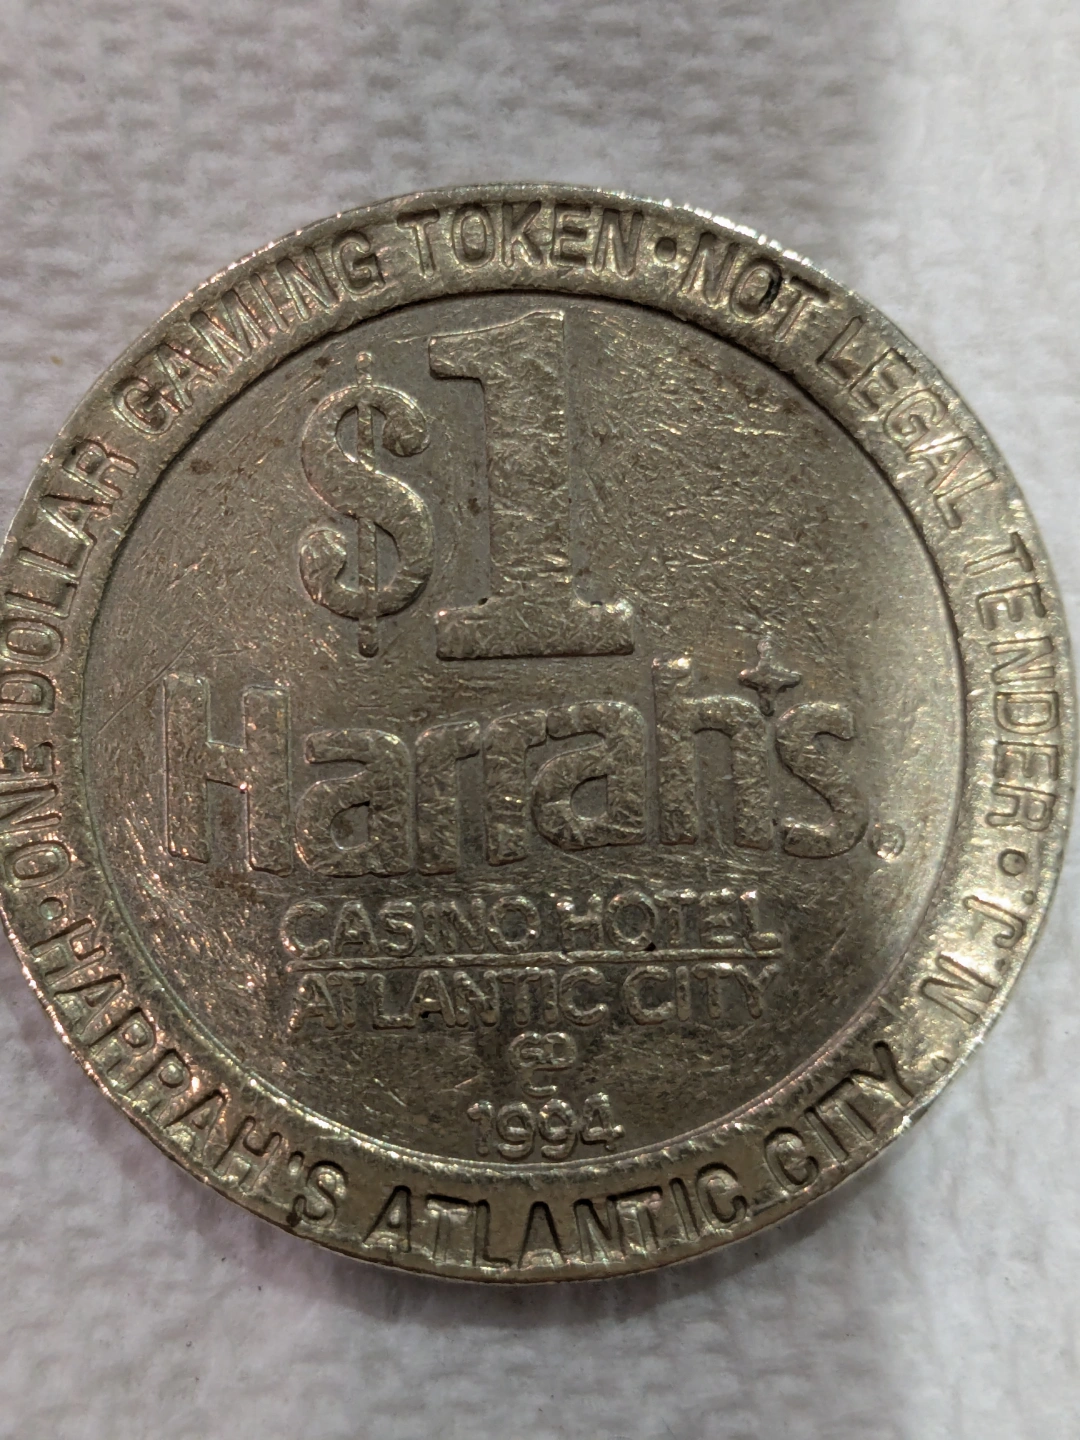 ONE DOLLAR GAMING TOKEN • NOT LEGAL TENDER •
HARRAH'S ATLANTIC CITY, N.J. •
$1
Harrah's®
CASINO HOTEL
ATLANTIC CITY
1994